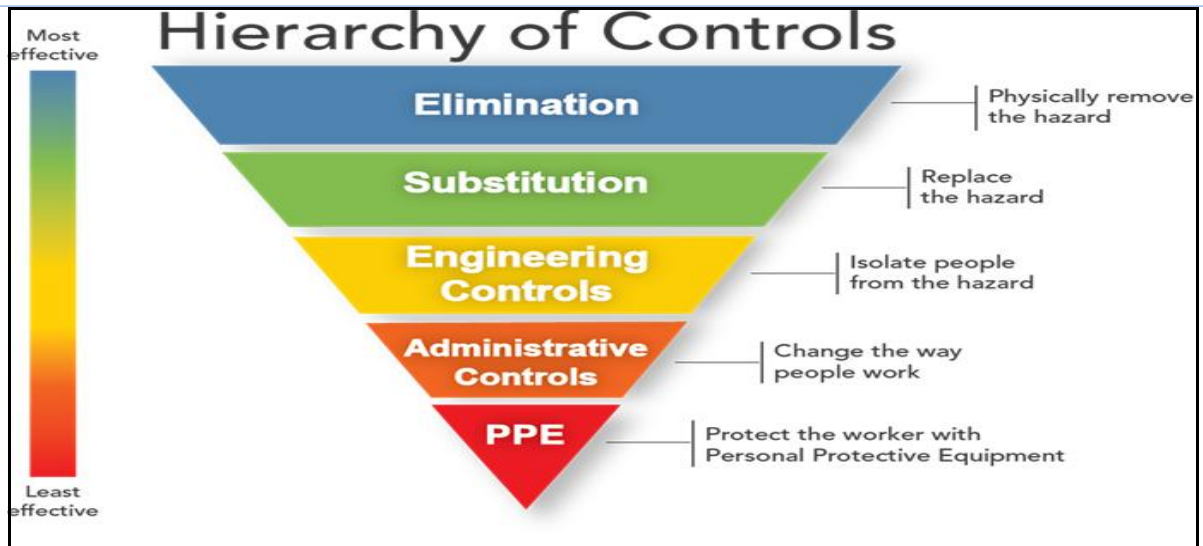 Hierarchy of Controls
Most
effective
Elimination
Physically remove
the hazard
Substitution
Replace
the hazard
Engineering
Controls
Isolate people
from the hazard
Administrative
Controls
Change the way
people work
PPE
Protect the worker with
Personal Protective Equipment
Least
effective